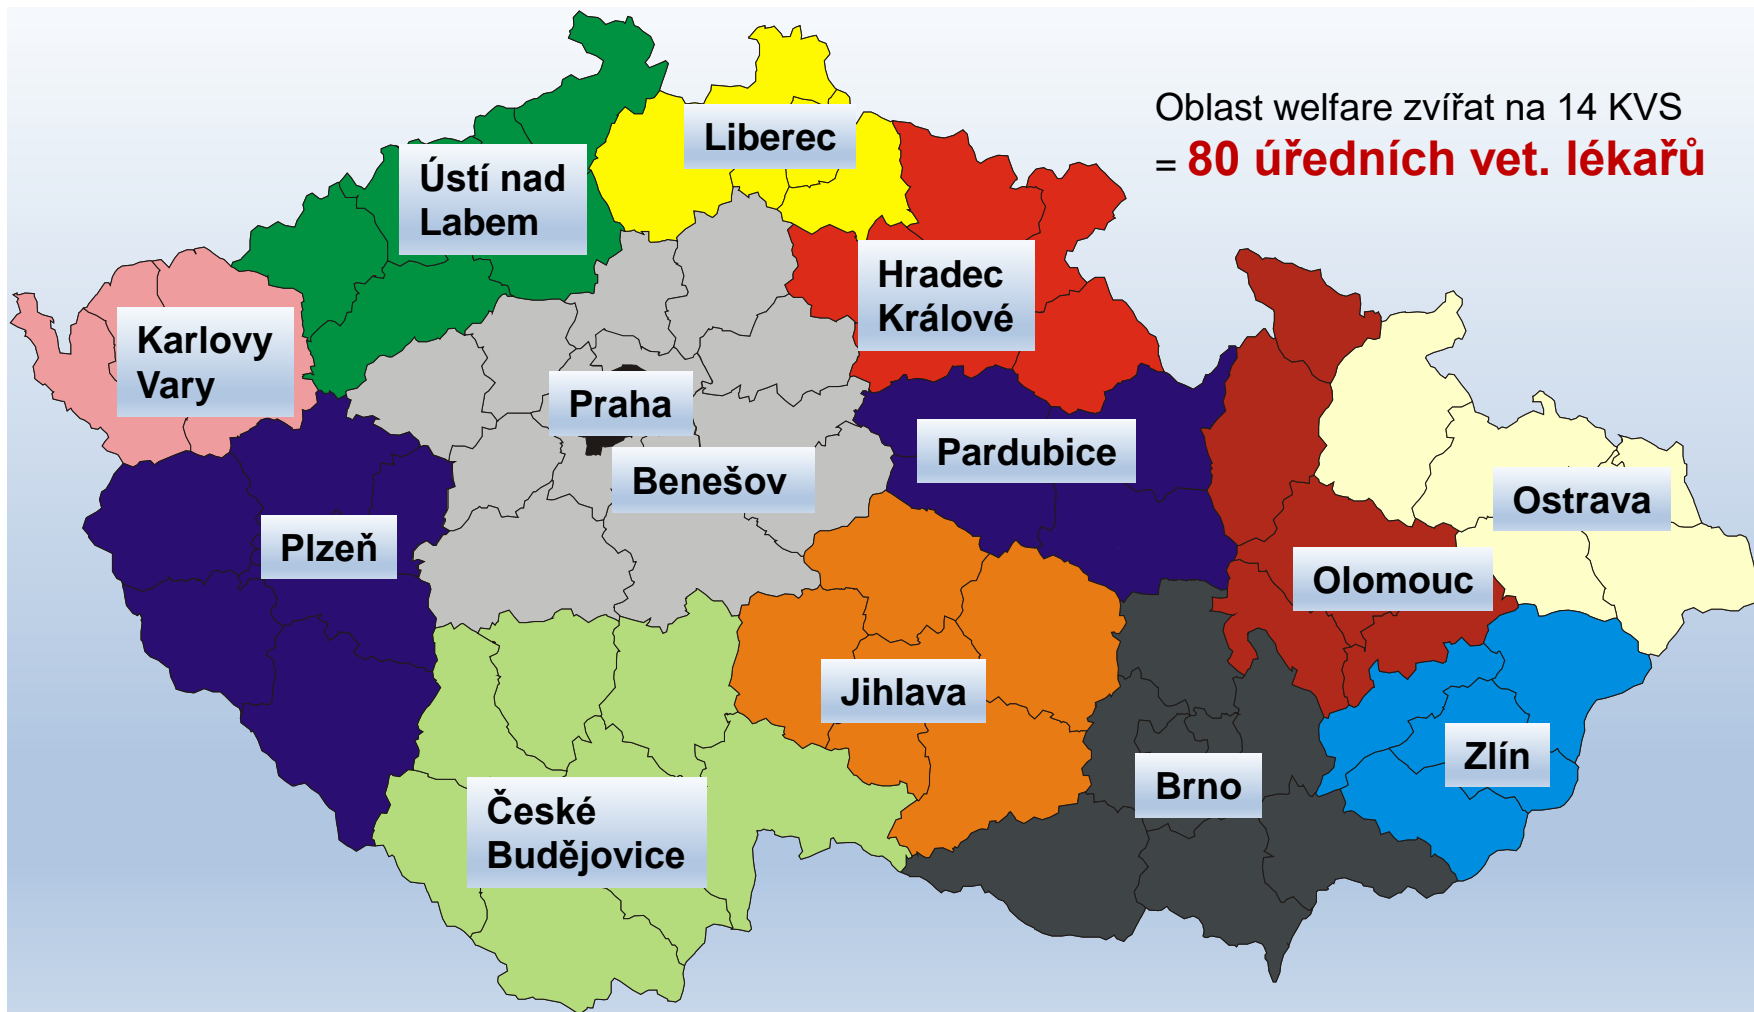 Oblast welfare zvířat na 14 KVS
= 80 úředních vet. lékařů
Liberec
Ústí nad
Labem
Hradec
Králové
Karlovy
Vary
Praha
Benešov
Pardubice
Ostrava
Plzeň
Olomouc
Jihlava
Zlín
Brno
České
Budějovice